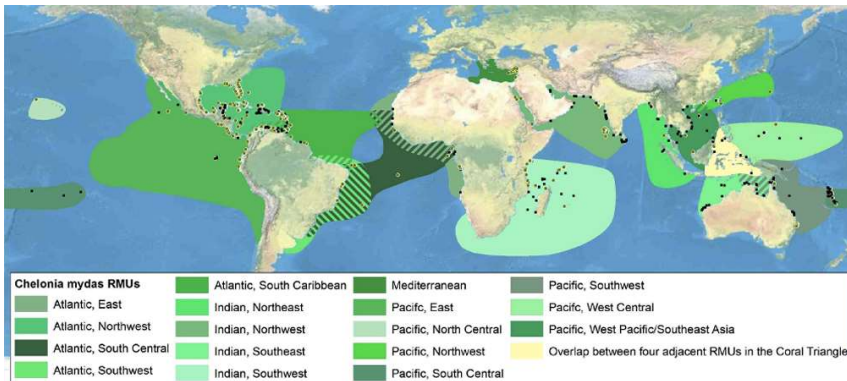 Chelonia mydas RMUs
Atlantic, East
Atlantic, Northwest
Atlantic, South Central
Atlantic, Southwest
Atlantic, South Caribbean
Indian, Northeast
Indian, Northwest
Indian, Southeast
Indian, Southwest
Mediterranean
Pacifc, East
Pacific, North Central
Pacific, Northwest
Pacific, South Central
Pacific, Southwest
Pacifc, West Central
Pacific, West Pacific/Southeast Asia
Overlap between four adjacent RMUs in the Coral Triangle